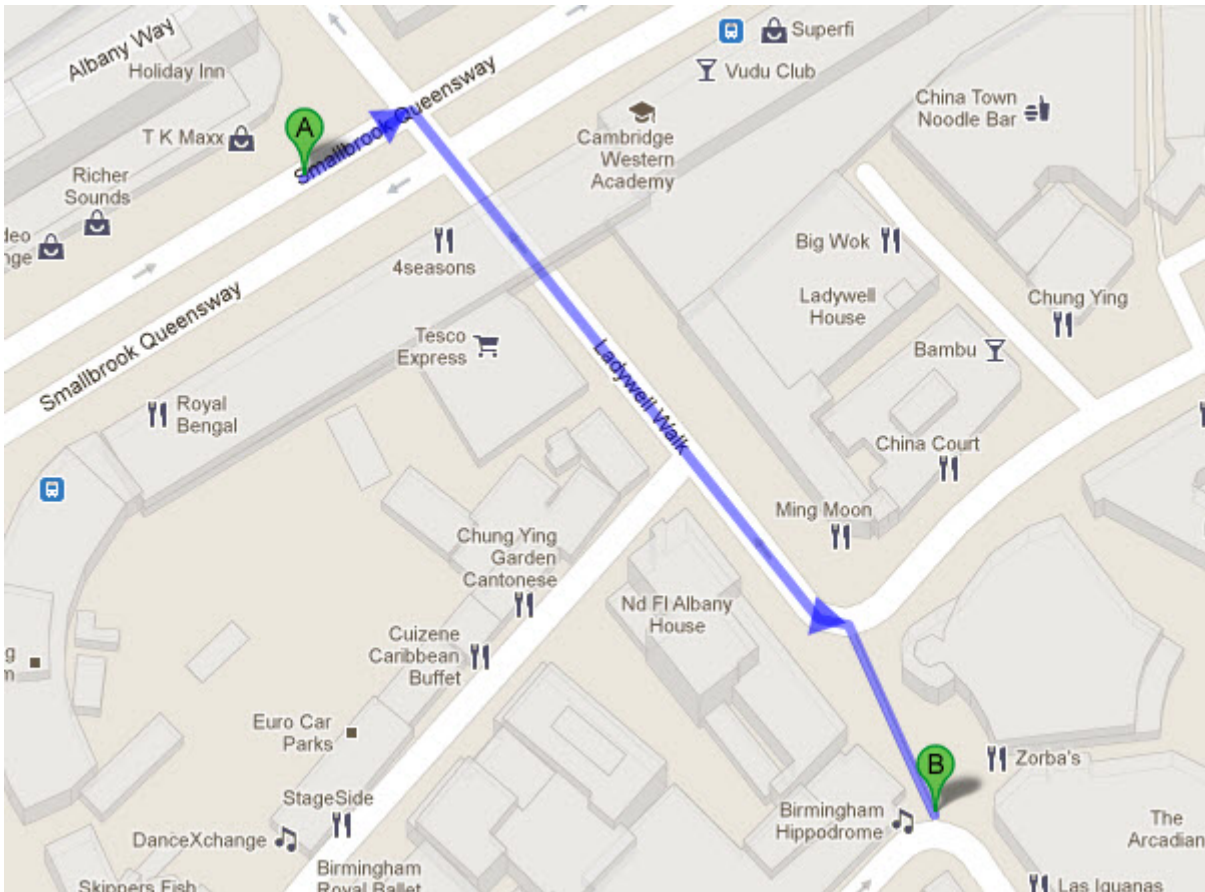 Albany Way
Holiday Inn
Superfi
Vudu Club
T K Maxx
A
Smallbrook Queensway
Cambridge
Western
Academy
China Town
Noodle Bar
Richer
Sounds
4seasons
Big Wok
Ladywell
House
Chung Ying
Smallbrook Queensway
Tesco
Express
Bambu
Ladywell Walk
Royal
Bengal
China Court
Ming Moon
Chung Ying
Garden
Cantonese
Nd Fl Albany
House
Cuizene
Caribbean
Buffet
Euro Car
Parks
B
Zorba's
StageSide
Birmingham
Hippodrome
DanceXchange
The
Arcadian
Birmingham
Royal Ballet
Skippers Fish
Las Iguanas